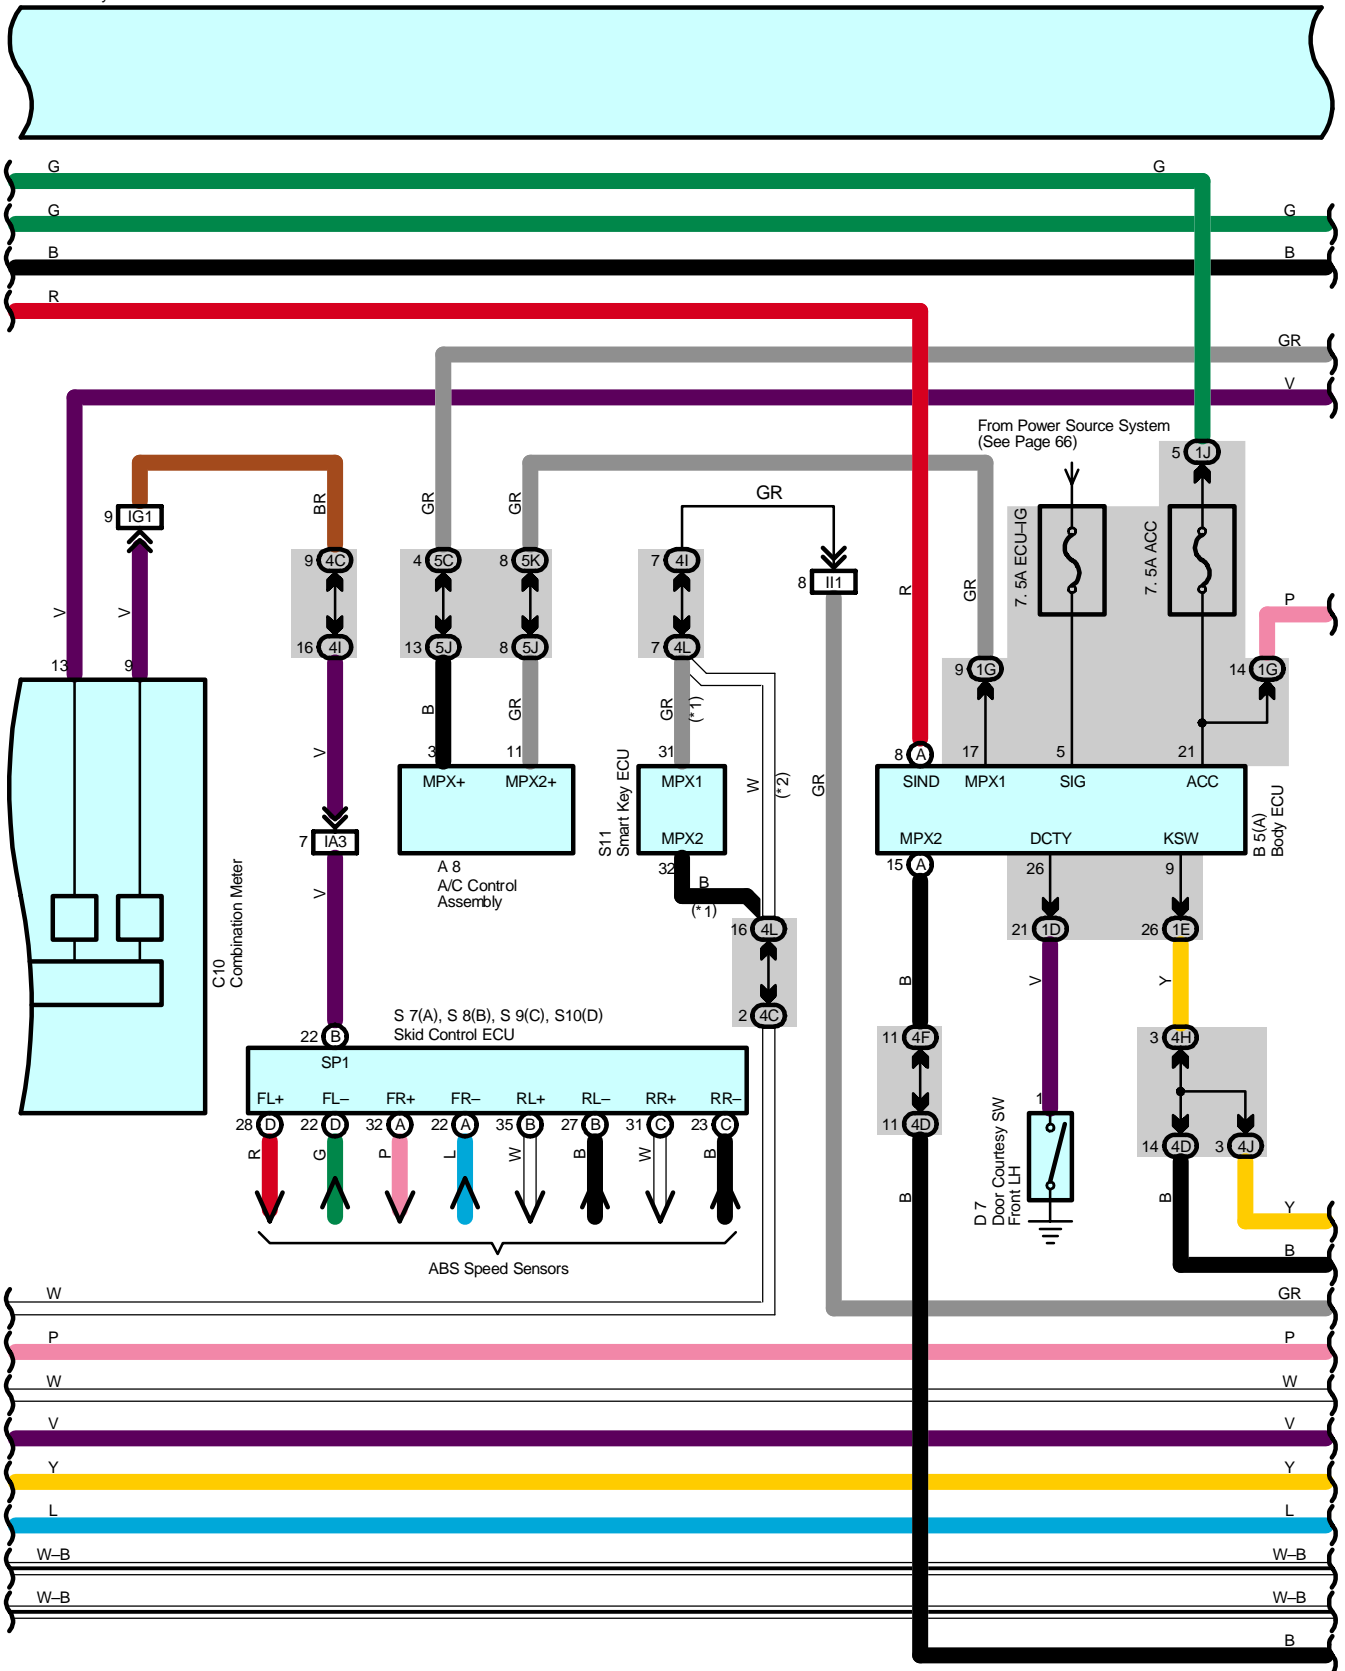 G
G
G
G
B
B
R
GR
V
From Power Source System
(See Page 66)
5 1J
GR
9 IG1
BR
GR
GR
7. 5A ECU–IG
7. 5A ACC
9 4C
4 5C
8 5K
7 4I
8 II1
R
GR
P
V
V
16 4I
13 5J
8 5J
7 4L
9 1G
14 1G
13
9
B
GR
GR
(*1)
V
3
11
31
8 A
17
5
21
MPX+
MPX2+
MPX1
SIND
MPX1
SIG
ACC
S11
Smart Key ECU
W
(*2)
GR
7 IA3
MPX2
MPX2
DCTY
KSW
B 5(A)
Body ECU
A 8
A/C Control
Assembly
32
15 A
26
9
V
B
(*1)
16 4L
21 1D
26 1E
C10
Combination Meter
B
V
Y
S 7(A), S 8(B), S 9(C), S10(D)
Skid Control ECU
2 4C
22 B
11 4F
3 4H
SP1
FL+
FL–
FR+
FR–
RL+
RL–
RR+
RR–
28 D
22 D
32 A
22 A
35 B
27 B
31 C
23 C
11 4D
1
14 4D
3 4J
R
G
P
L
W
B
W
B
B
D 7
Door Courtesy SW
Front LH
B
Y
B
ABS Speed Sensors
W
GR
P
P
W
W
V
V
Y
Y
L
L
W–B
W–B
W–B
W–B
B